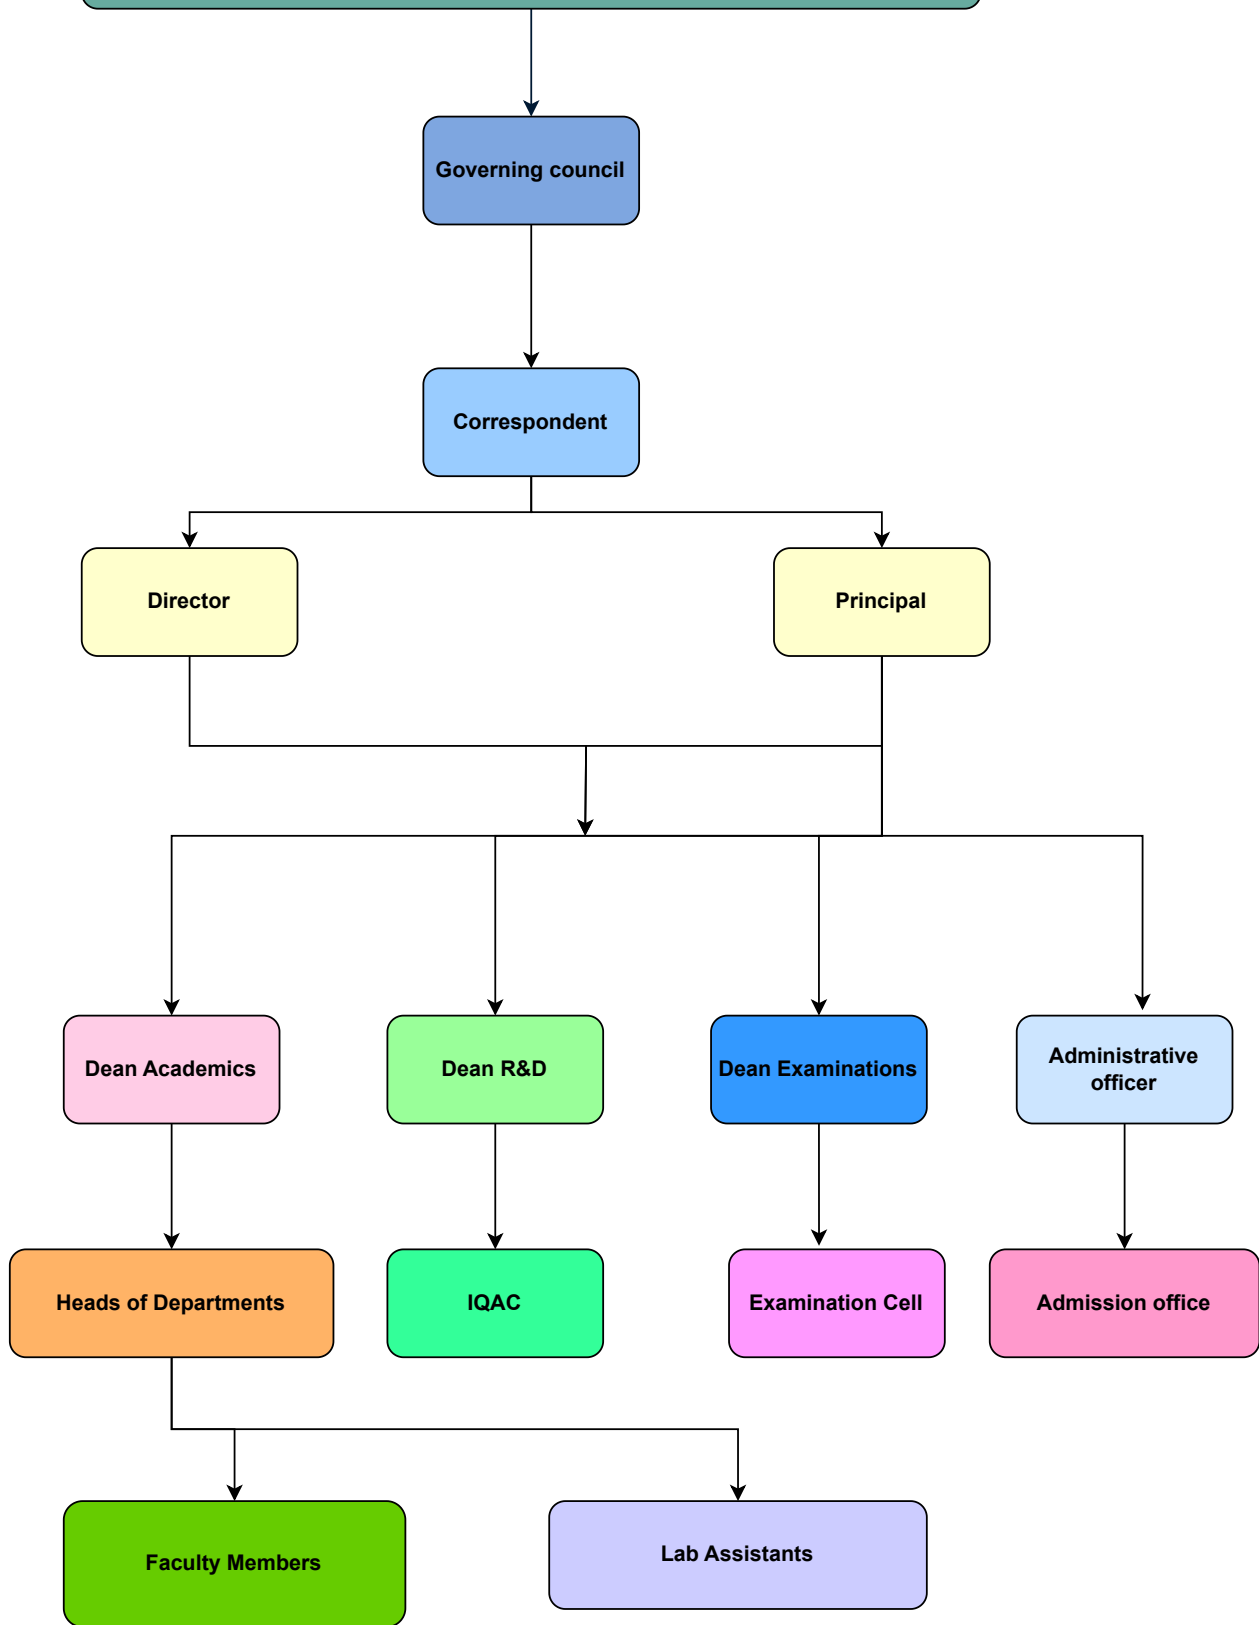 Governing council
Correspondent
Director
Principal
Dean Academics
Dean R&D
Dean Examinations
Administrative
officer
Heads of Departments
IQAC
Examination Cell
Admission office
Faculty Members
Lab Assistants